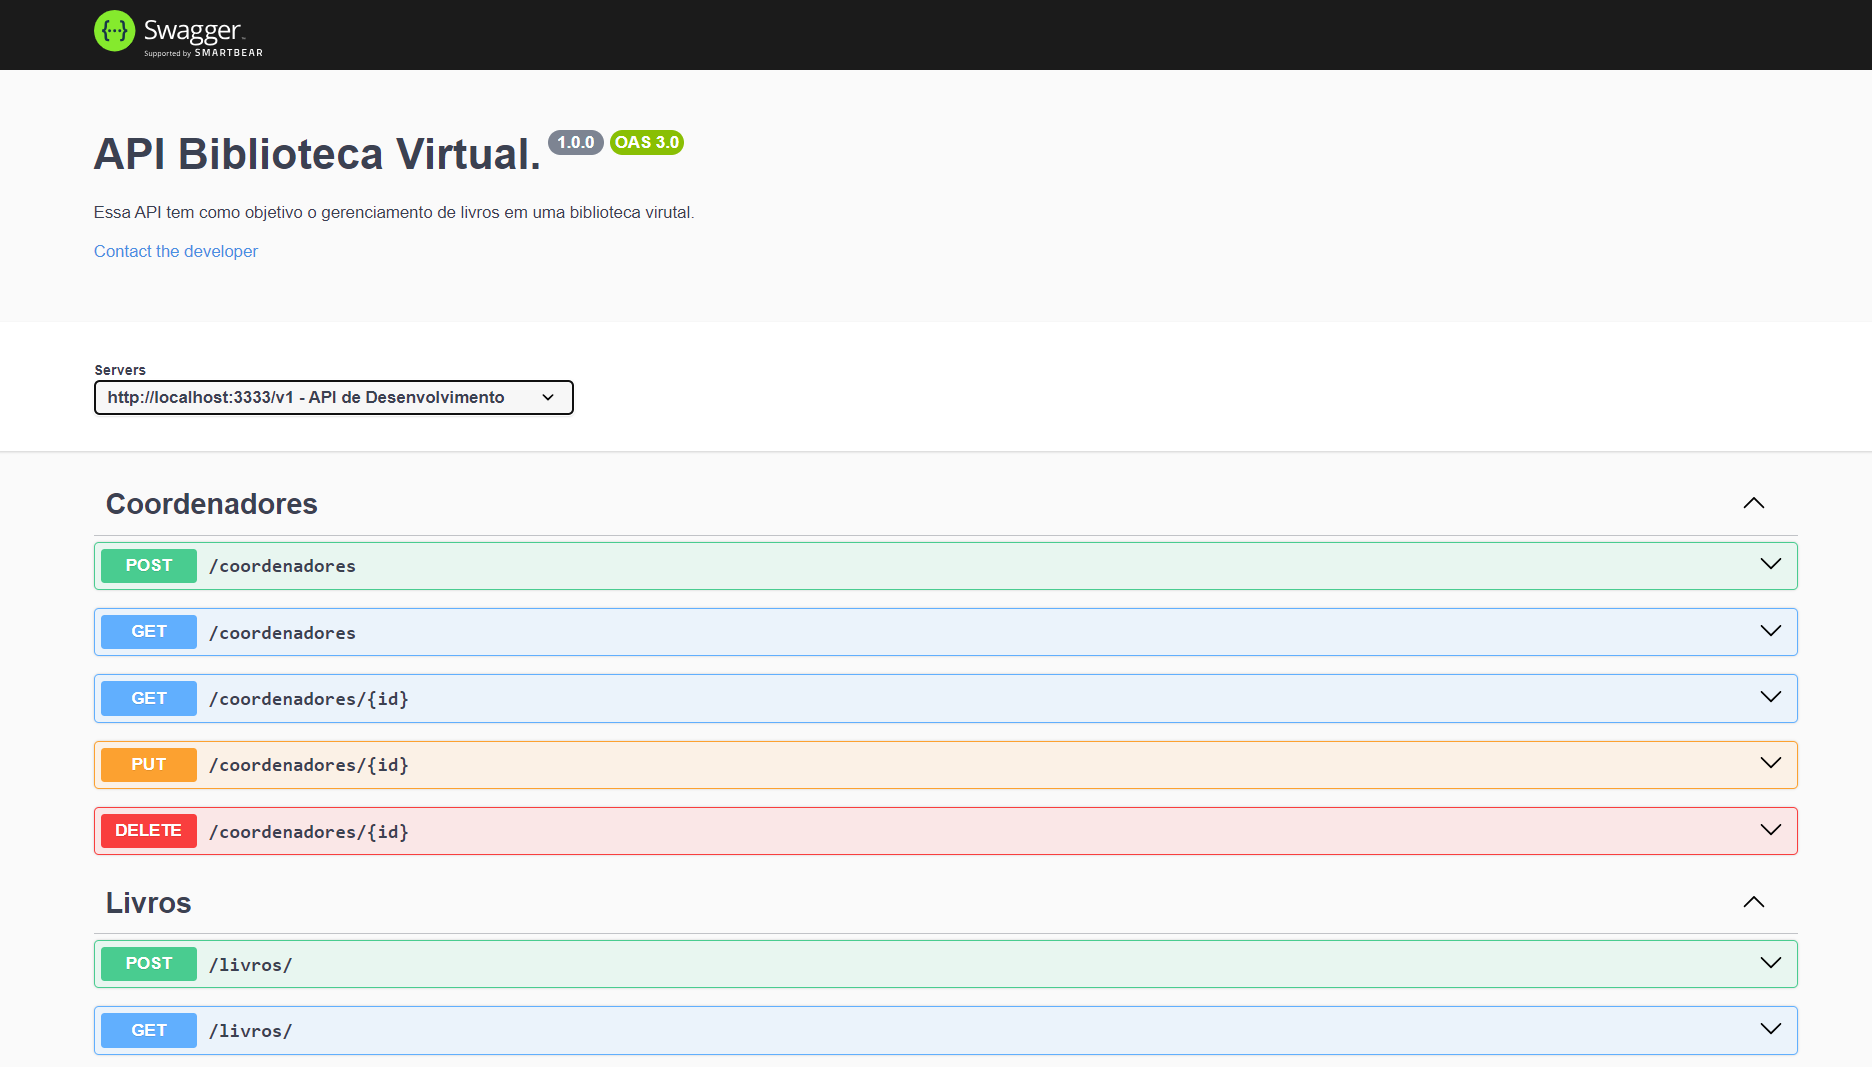 {···} Swagger™
Supported by SMARTBEAR
API Biblioteca Virtual. 1.0.0 OAS 3.0
Essa API tem como objetivo o gerenciamento de livros em uma biblioteca virutal.
Contact the developer
Servers
http://localhost:3333/v1 - API de Desenvolvimento
Coordenadores
POST /coordenadores
GET /coordenadores
GET /coordenadores/{id}
PUT /coordenadores/{id}
DELETE /coordenadores/{id}
Livros
POST /livros/
GET /livros/